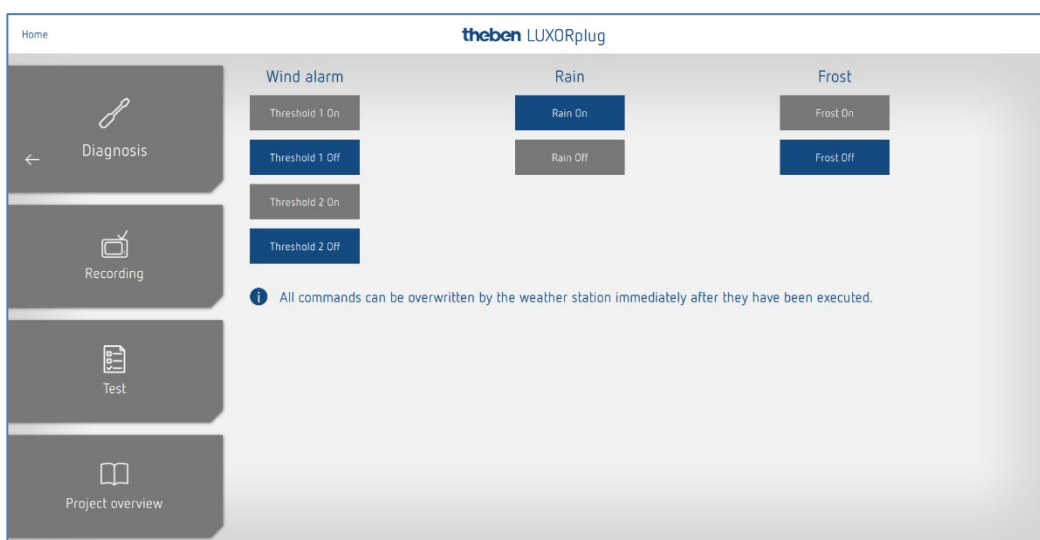 Home
theben LUXORplug
Diagnosis
Recording
Test
Project overview
Wind alarm
Threshold 1 On
Threshold 1 Off
Threshold 2 On
Threshold 2 Off
Rain
Rain On
Rain Off
Frost
Frost On
Frost Off
All commands can be overwritten by the weather station immediately after they have been executed.